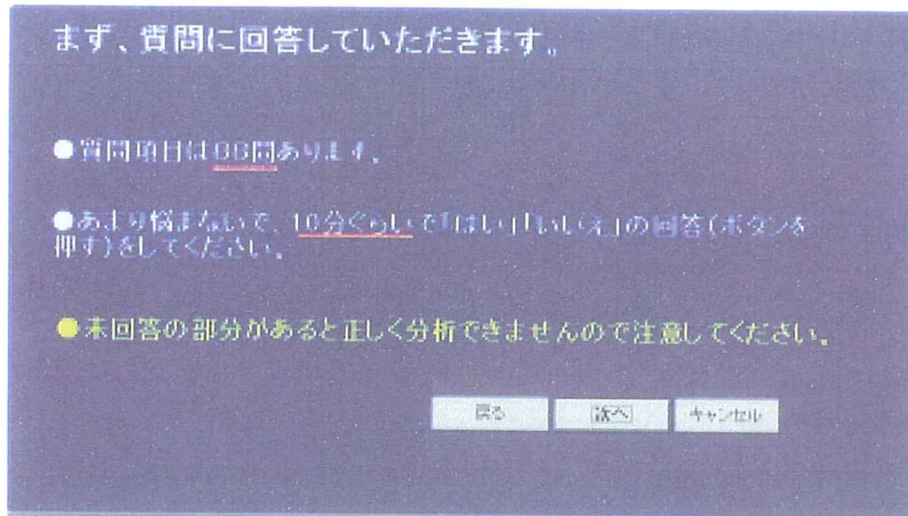 まず、質問に回答していただきます。
●質問項目は88問あります。
●あまり悩まないで、10分ぐらいで「はい」「いいえ」の回答(ボタンを
押す)をしてください。
●未回答の部分があると正しく分析できませんので注意してください。
戻る
次へ
キャンセル